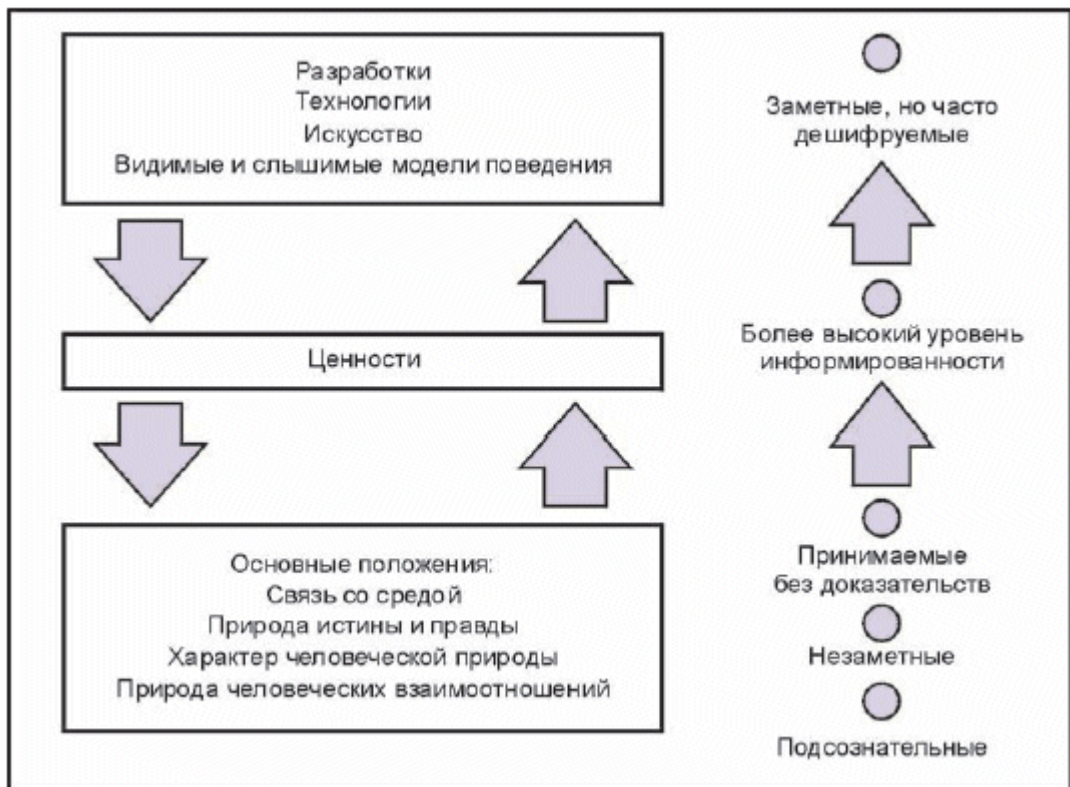 Разработки
Технологии
Искусство
Видимые и слышимые модели поведения
Ценности
Основные положения:
Связь со средой
Природа истины и правды
Характер человеческой природы
Природа человеческих взаимоотношений
Заметные, но часто
дешифруемые
Более высокий уровень
информированности
Принимаемые
без доказательств
Незаметные
Подсознательные